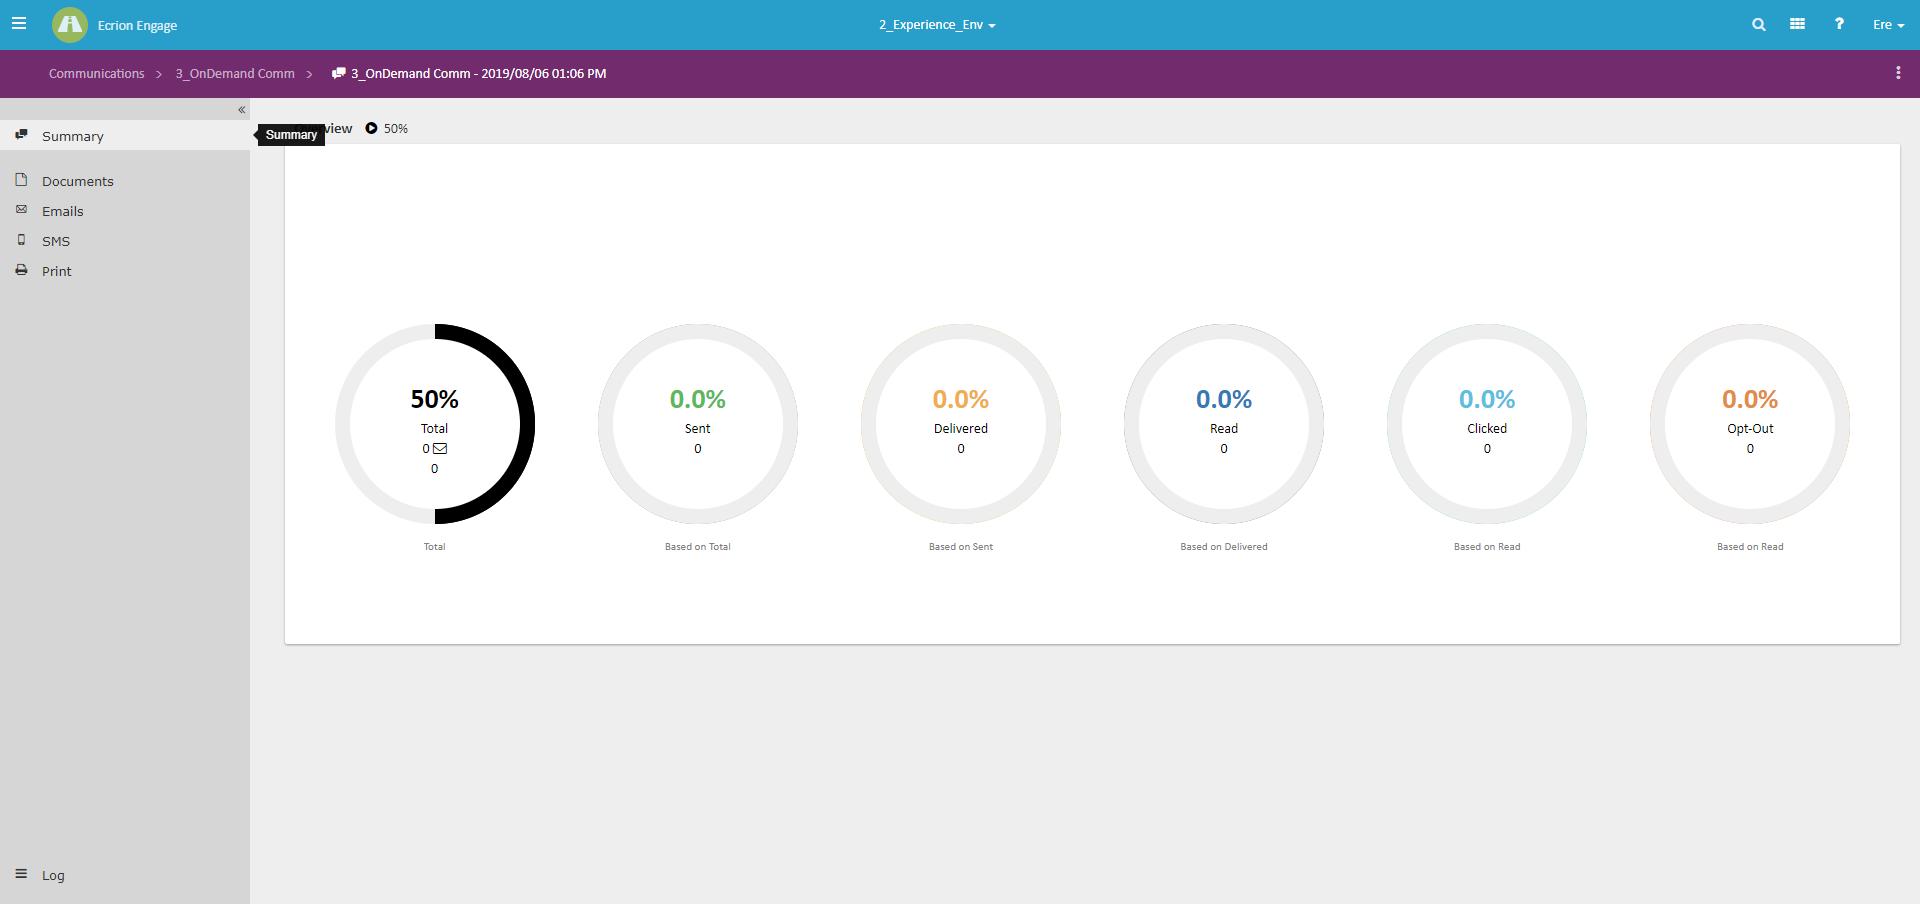 Ecrion Engage
2_Experience_Env
?
Ere
Communications > 3_OnDemand Comm > 3_OnDemand Comm - 2019/08/06 01:06 PM
«
Summary
Documents
Emails
SMS
Print
Log
Summary
view 50%
50%
Total
0
0
Total
0.0%
Sent
0
Based on Total
0.0%
Delivered
0
Based on Sent
0.0%
Read
0
Based on Delivered
0.0%
Clicked
0
Based on Read
0.0%
Opt-Out
0
Based on Read